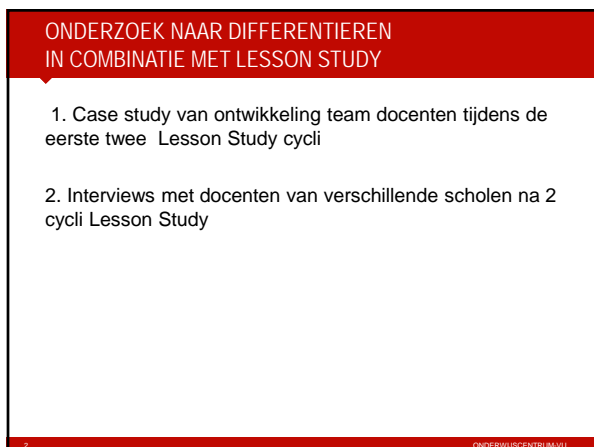 ONDERZOEK NAAR DIFFERENTIEREN
IN COMBINATIE MET LESSON STUDY
1. Case study van ontwikkeling team docenten tijdens de
eerste twee Lesson Study cycli
2. Interviews met docenten van verschillende scholen na 2
cycli Lesson Study
2
ONDERWIJSCENTRUM-VU